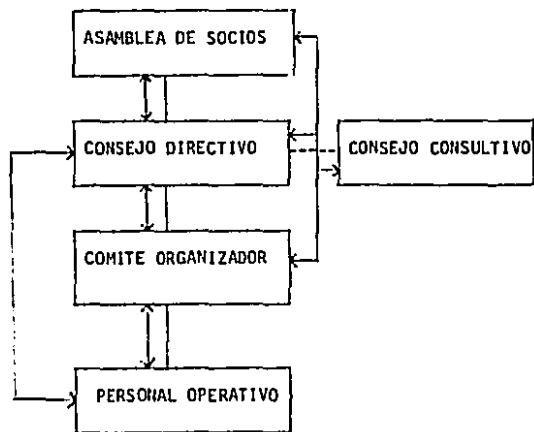 ASAMBLEA DE SOCIOS
CONSEJO DIRECTIVO
CONSEJO CONSULTIVO
COMITE ORGANIZADOR
PERSONAL OPERATIVO